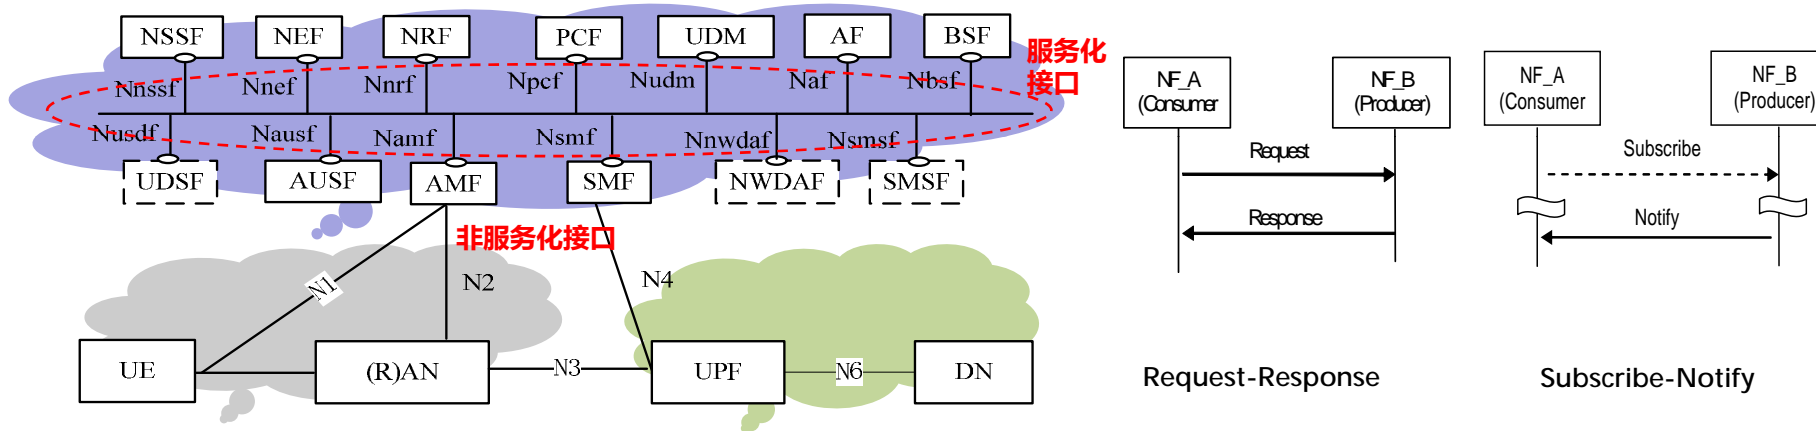 NSSF NEF NRF PCF UDM AF BSF
服务化
接口
Nnssf Nnef Nnrf Npcf Nudm Naf Nbsf
Nusdf Nausf Namf Nsmf Nnwdaf Nsmsf
UDSF AUSF AMF SMF NWDAF SMSF
非服务化接口
N1 N2 N4
UE (R)AN N3 UPF N6 DN
NF_A
(Consumer
NF_B
(Producer)
Request
Response
Request-Response
NF_A
(Consumer
NF_B
(Producer)
Subscribe
Notify
Subscribe-Notify